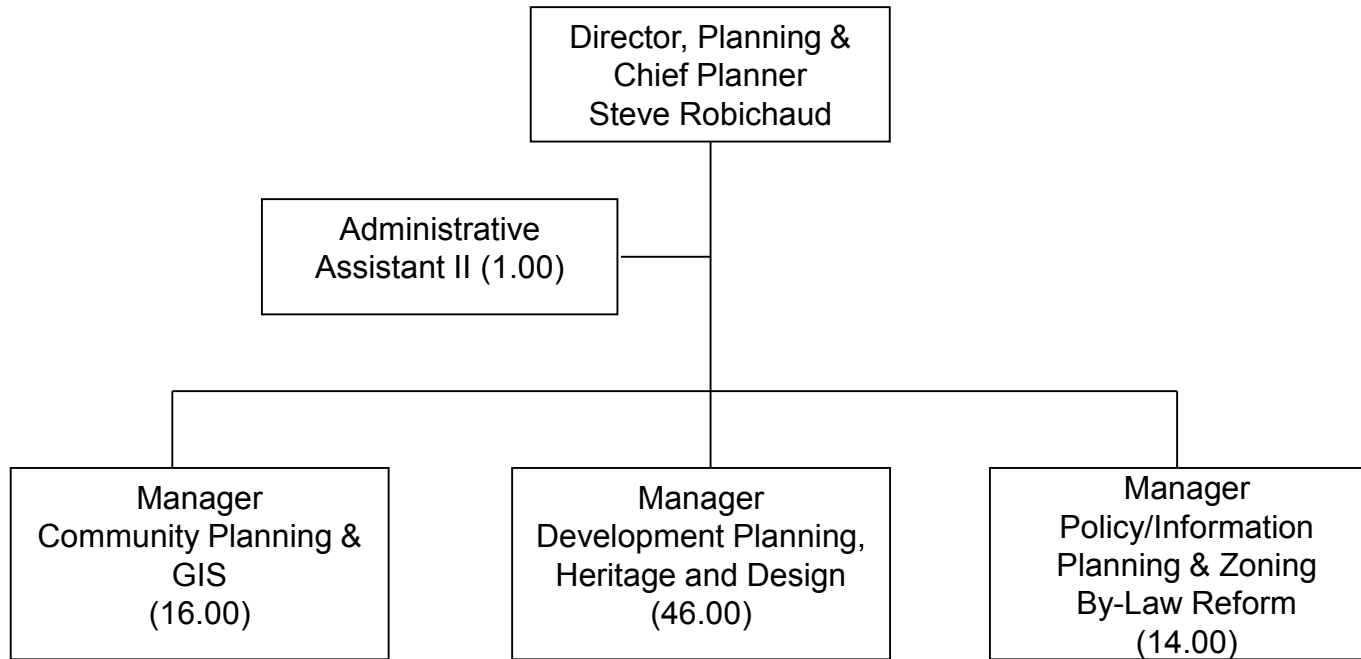 Director, Planning &
Chief Planner
Steve Robichaud
Administrative
Assistant II (1.00)
Manager
Community Planning &
GIS
(16.00)
Manager
Development Planning,
Heritage and Design
(46.00)
Manager
Policy/Information
Planning & Zoning
By-Law Reform
(14.00)